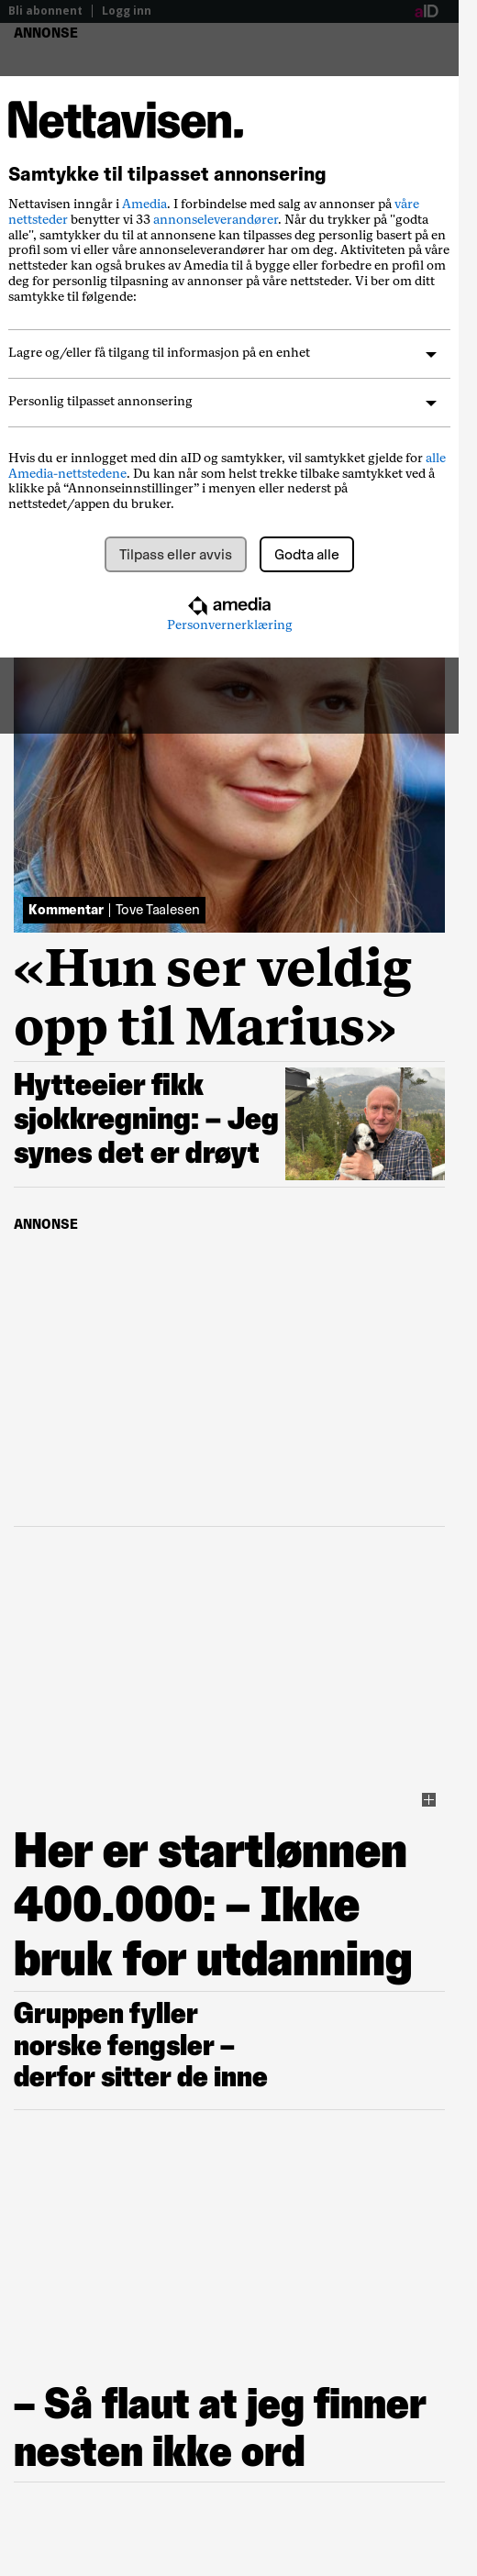 Bli abonnent | Logg inn
aID
ANNONSE
Nettavisen.
Samtykke til tilpasset annonsering
Nettavisen inngår i Amedia. I forbindelse med salg av annonser på våre
nettsteder benytter vi 33 annonseleverandører. Når du trykker på "godta
alle", samtykker du til at annonsene kan tilpasses deg personlig basert på en
profil som vi eller våre annonseleverandører har om deg. Aktiviteten på våre
nettsteder kan også brukes av Amedia til å bygge eller forbedre en profil om
deg for personlig tilpasning av annonser på våre nettsteder. Vi ber om ditt
samtykke til følgende:
Lagre og/eller få tilgang til informasjon på en enhet
Personlig tilpasset annonsering
Hvis du er innlogget med din aID og samtykker, vil samtykket gjelde for alle
Amedia-nettstedene. Du kan når som helst trekke tilbake samtykket ved å
klikke på “Annonseinnstillinger” i menyen eller nederst på
nettstedet/appen du bruker.
Tilpass eller avvis
Godta alle
amedia
Personvernerklæring
Kommentar | Tove Taalesen
«Hun ser veldig
opp til Marius»
Hytteeier fikk
sjokkregning: – Jeg
synes det er drøyt
ANNONSE
Her er startlønnen
400.000: – Ikke
bruk for utdanning
Gruppen fyller
norske fengsler –
derfor sitter de inne
– Så flaut at jeg finner
nesten ikke ord